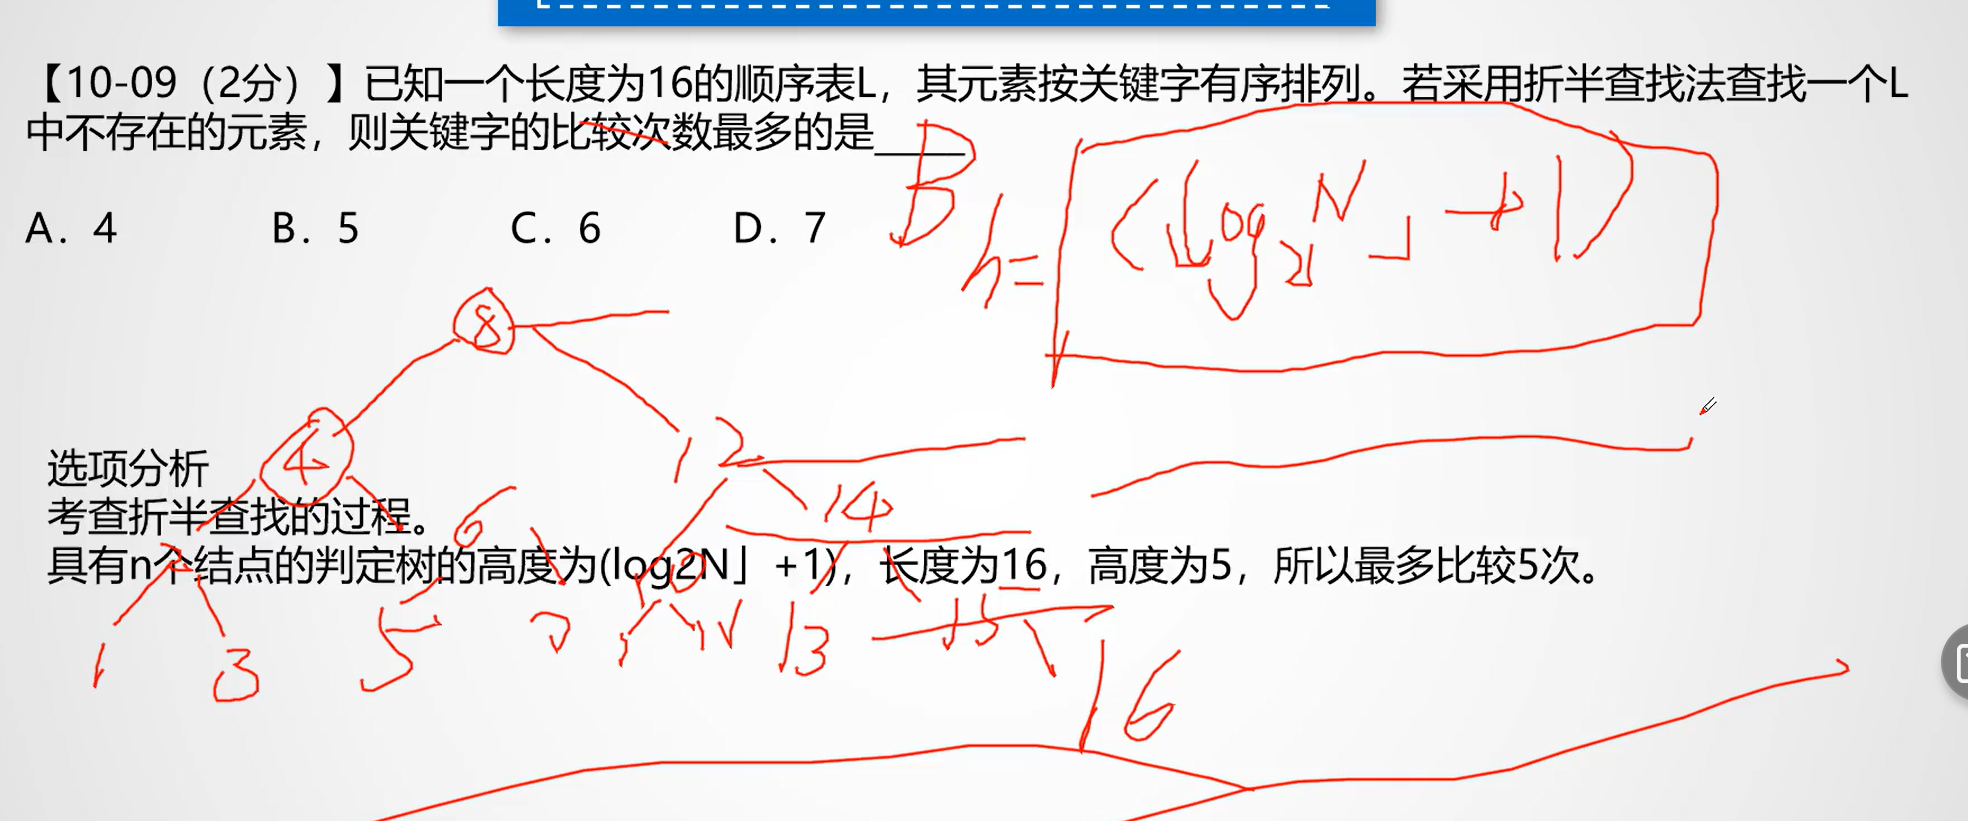 【10-09（2分）】已知一个长度为16的顺序表L，其元素按关键字有序排列。若采用折半查找法查找一个L
中不存在的元素，则关键字的比较次数最多的是_____
B
A. 4 B. 5 C. 6 D. 7
h=(⌊log2N⌋+1)
8
4 12
选项分析
14
考查折半查找的过程。
6
2 10
具有n个结点的判定树的高度为(log2N⌋ +1)，长度为16，高度为5，所以最多比较5次。
1 3 5 13 15
16